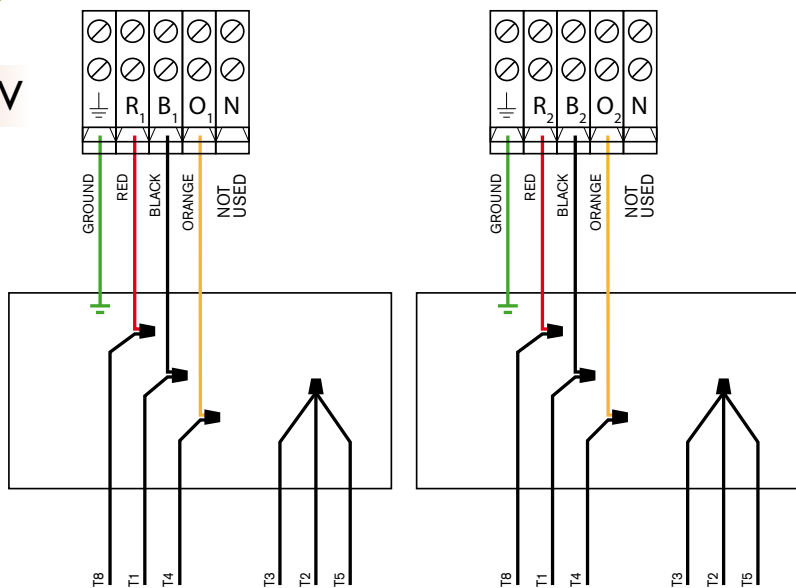 V
R₁ B₁ O₁ N
GROUND
RED
BLACK
ORANGE
NOT
USED
T8
T1
T4
T3
T2
T5
R₂ B₂ O₂ N
GROUND
RED
BLACK
ORANGE
NOT
USED
T8
T1
T4
T3
T2
T5